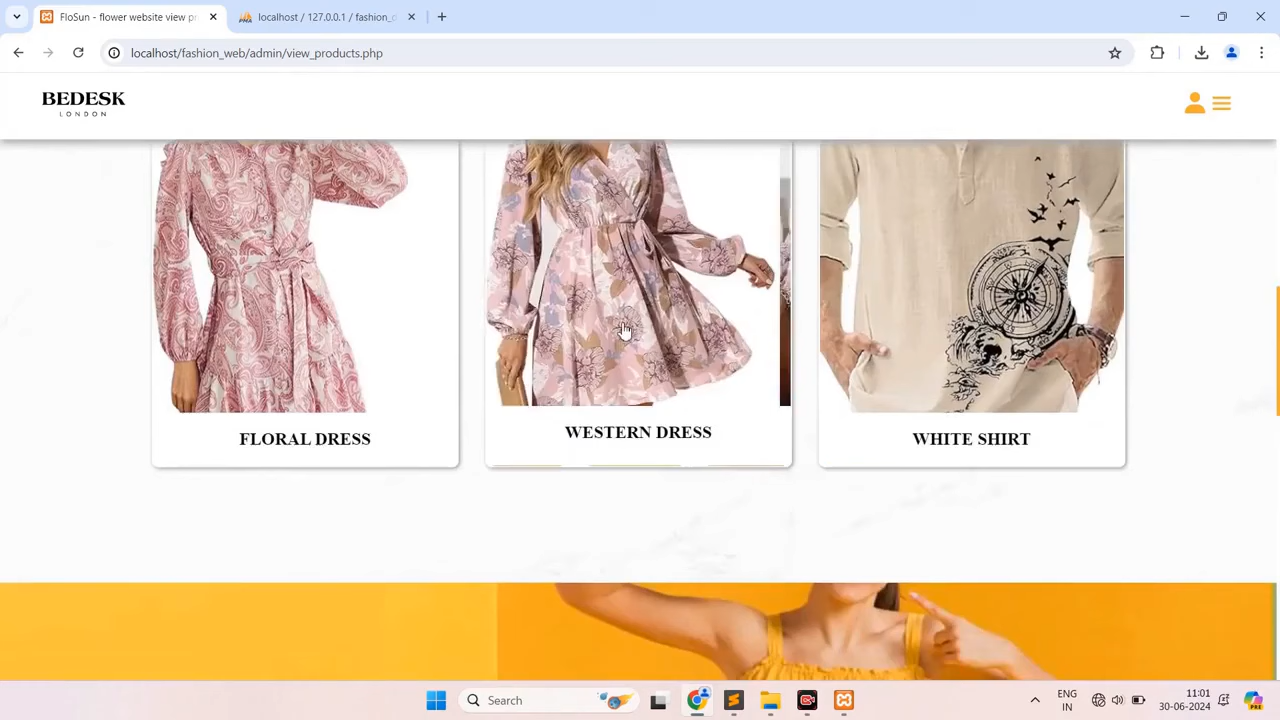 FloSun - flower website view pr
localhost / 127.0.0.1 / fashion_
localhost/fashion_web/admin/view_products.php
BEDESK
LONDON
FLORAL DRESS
WESTERN DRESS
WHITE SHIRT
Search
ENG
IN
11:01
30-06-2024
PRE